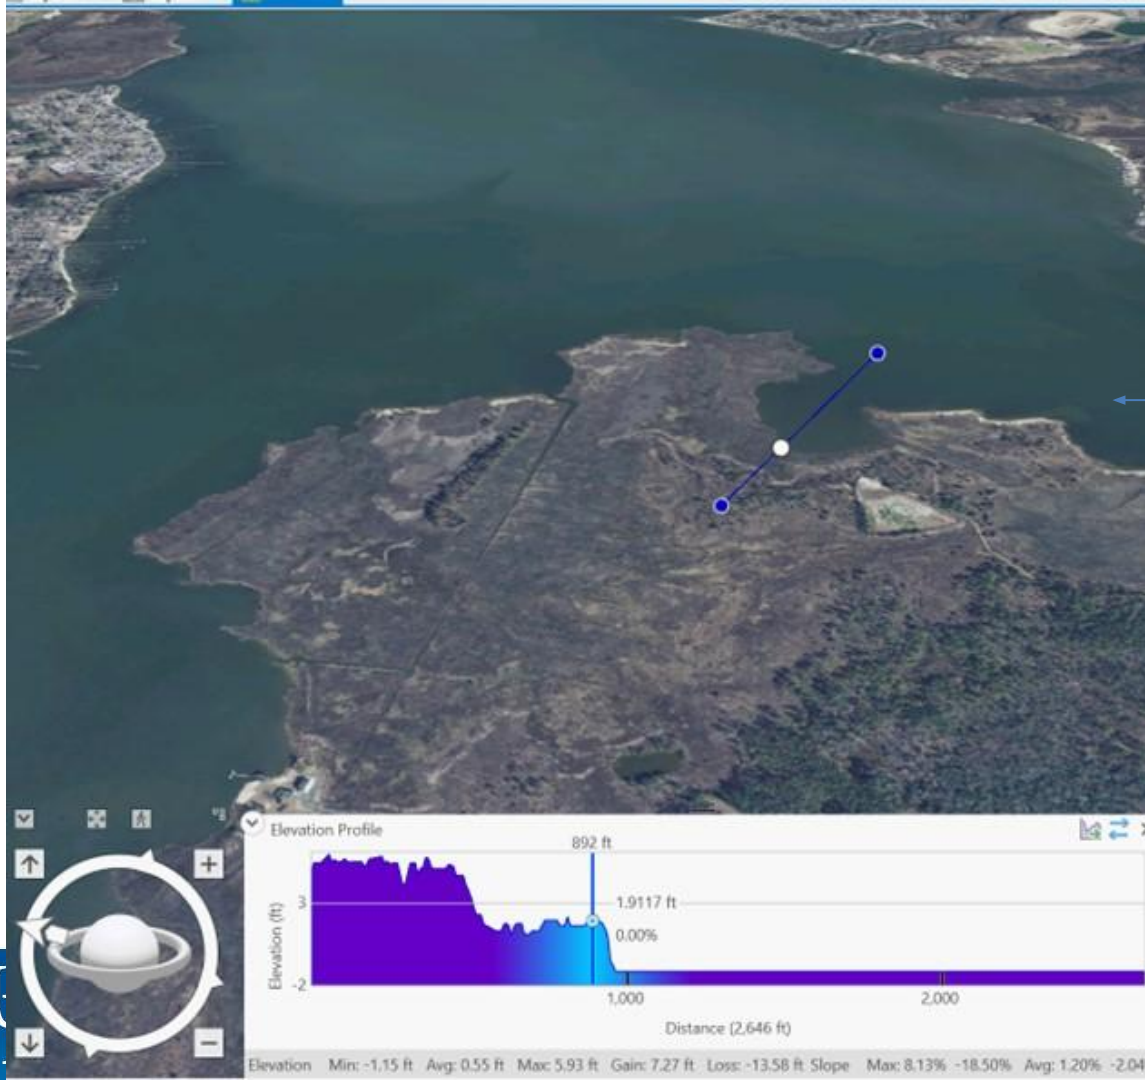 Elevation Profile
892 ft
3
1.9117 ft
0.00%
Elevation (ft)
-2
1,000
2,000
Distance (2,646 ft)
Elevation Min: -1.15 ft Avg: 0.55 ft Max: 5.93 ft Gain: 7.27 ft Loss: -13.58 ft Slope Max: 8.13% -18.50% Avg: 1.20%